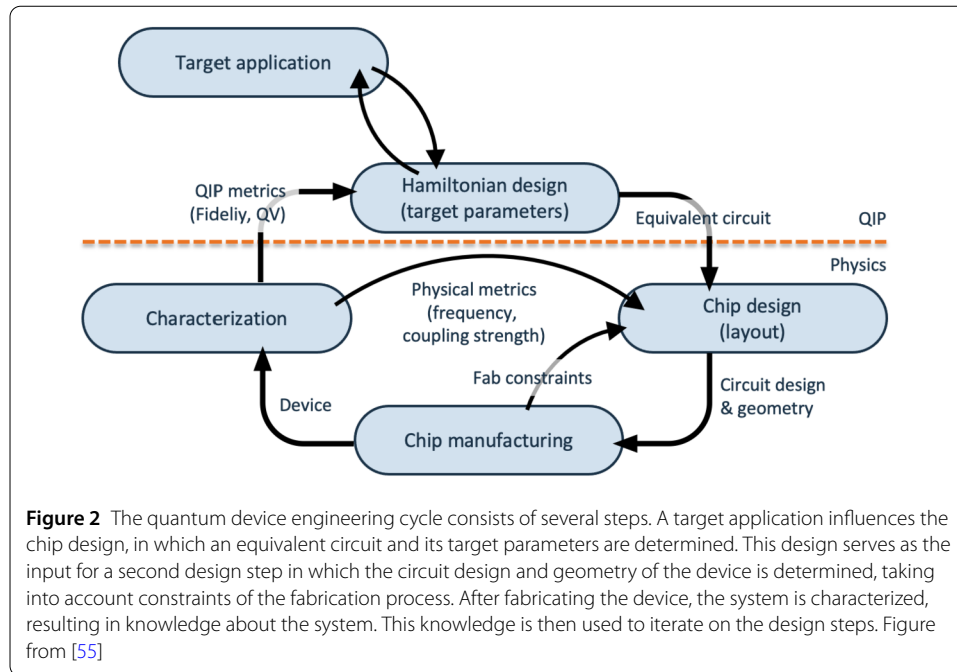 Target application
QIP metrics
(Fideliy, QV)
Hamiltonian design
(target parameters)
Equivalent circuit
QIP
Physics
Characterization
Physical metrics
(frequency,
coupling strength)
Chip design
(layout)
Fab constraints
Device
Circuit design
& geometry
Chip manufacturing
Figure 2 The quantum device engineering cycle consists of several steps. A target application influences the
chip design, in which an equivalent circuit and its target parameters are determined. This design serves as the
input for a second design step in which the circuit design and geometry of the device is determined, taking
into account constraints of the fabrication process. After fabricating the device, the system is characterized,
resulting in knowledge about the system. This knowledge is then used to iterate on the design steps. Figure
from [55]